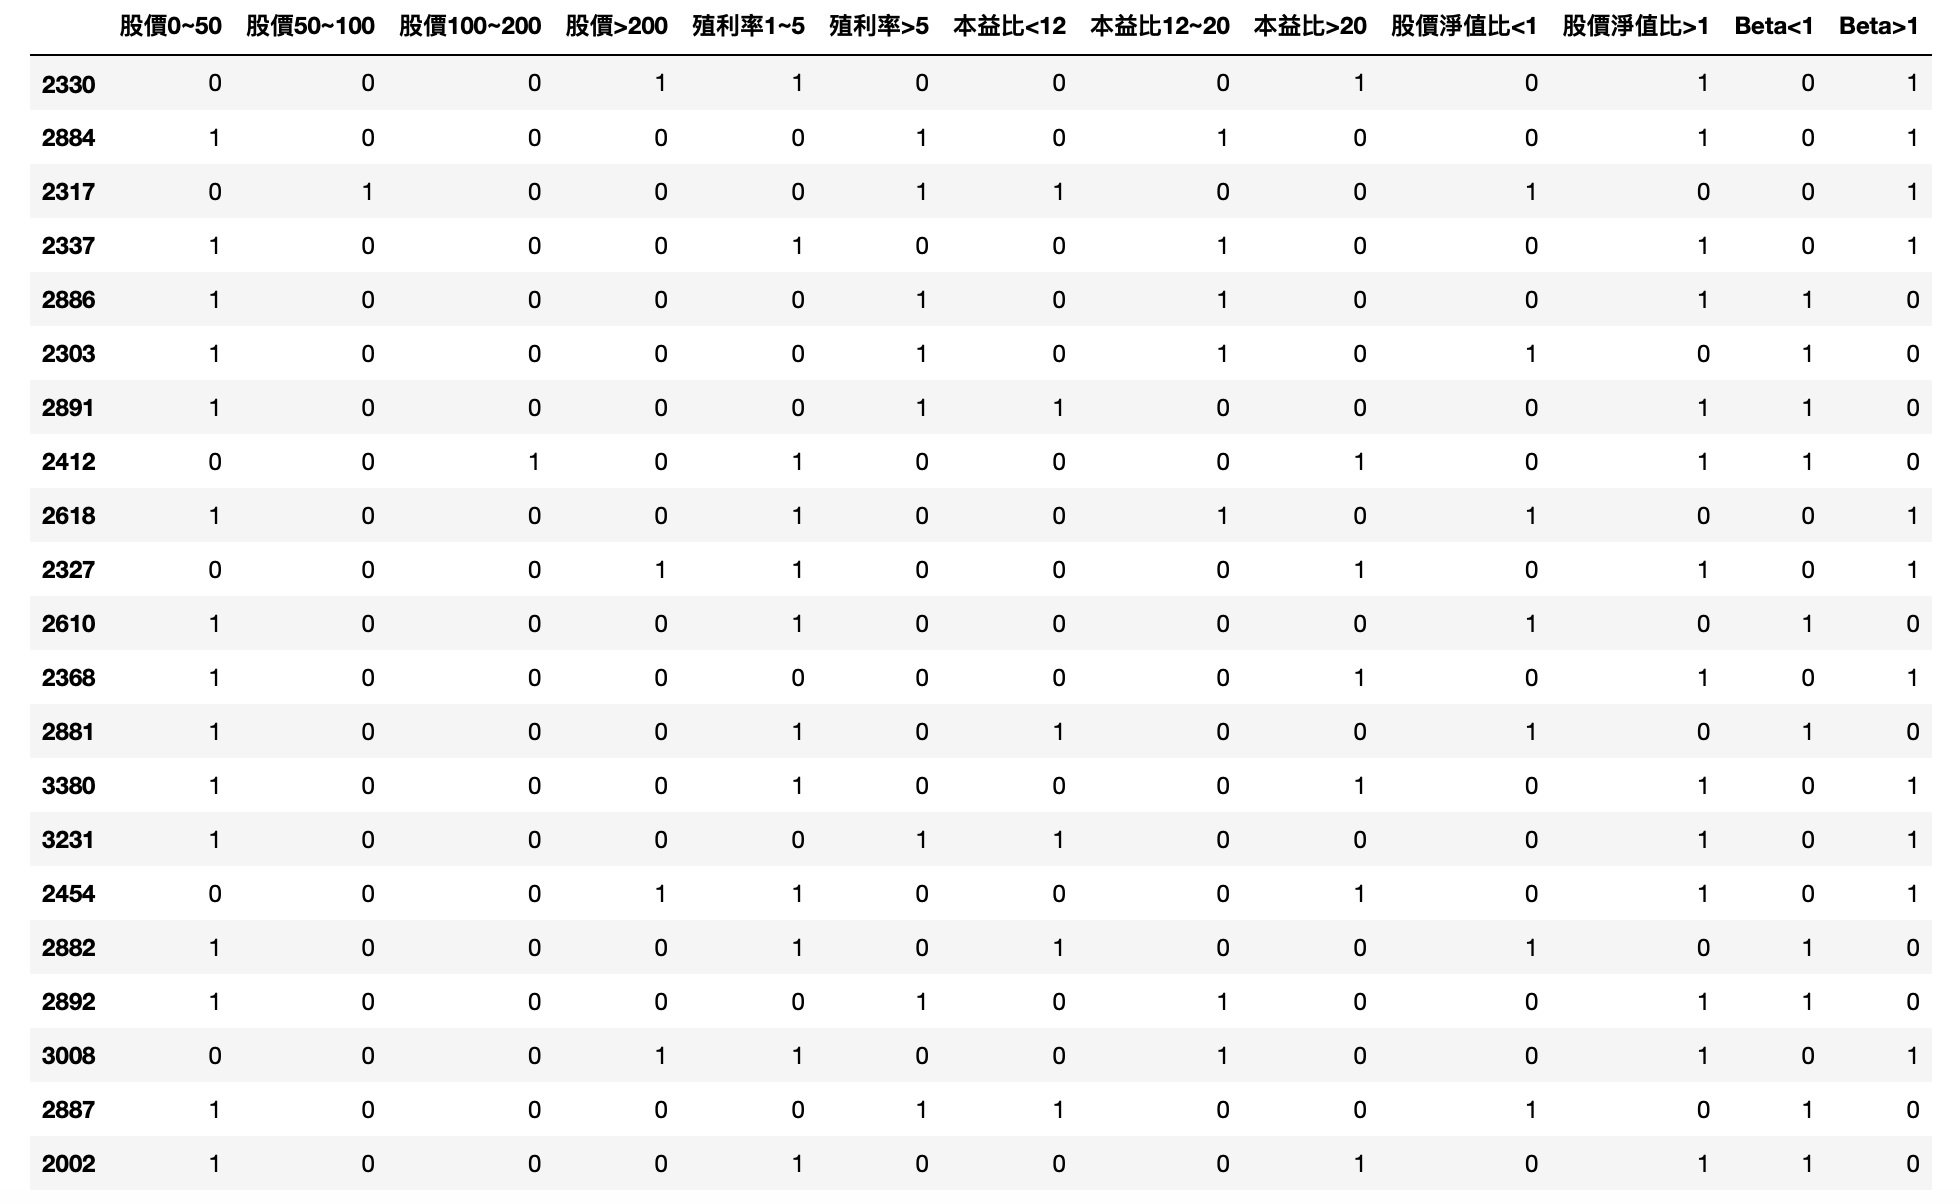 股價0~50 股價50~100 股價100~200 股價>200 殖利率1~5 殖利率>5 本益比<12 本益比12~20 本益比>20 股價淨值比<1 股價淨值比>1 Beta<1 Beta>1
2330 0 0 0 1 1 0 0 0 1 0 1 0 1
2884 1 0 0 0 0 1 0 1 0 0 1 0 1
2317 0 1 0 0 0 1 1 0 0 1 0 0 1
2337 1 0 0 0 1 0 0 1 0 0 1 0 1
2886 1 0 0 0 0 1 0 1 0 0 1 1 0
2303 1 0 0 0 0 1 0 1 0 1 0 1 0
2891 1 0 0 0 0 1 1 0 0 0 1 1 0
2412 0 0 1 0 1 0 0 0 1 0 1 1 0
2618 1 0 0 0 1 0 0 1 0 1 0 0 1
2327 0 0 0 1 1 0 0 0 1 0 1 0 1
2610 1 0 0 0 1 0 0 0 0 1 0 1 0
2368 1 0 0 0 0 0 0 0 1 0 1 0 1
2881 1 0 0 0 1 0 1 0 0 1 0 1 0
3380 1 0 0 0 1 0 0 0 1 0 1 0 1
3231 1 0 0 0 0 1 1 0 0 0 1 0 1
2454 0 0 0 1 1 0 0 0 1 0 1 0 1
2882 1 0 0 0 1 0 1 0 0 1 0 1 0
2892 1 0 0 0 0 1 0 1 0 0 1 1 0
3008 0 0 0 1 1 0 0 1 0 0 1 0 1
2887 1 0 0 0 0 1 1 0 0 1 0 1 0
2002 1 0 0 0 1 0 0 0 1 0 1 1 0